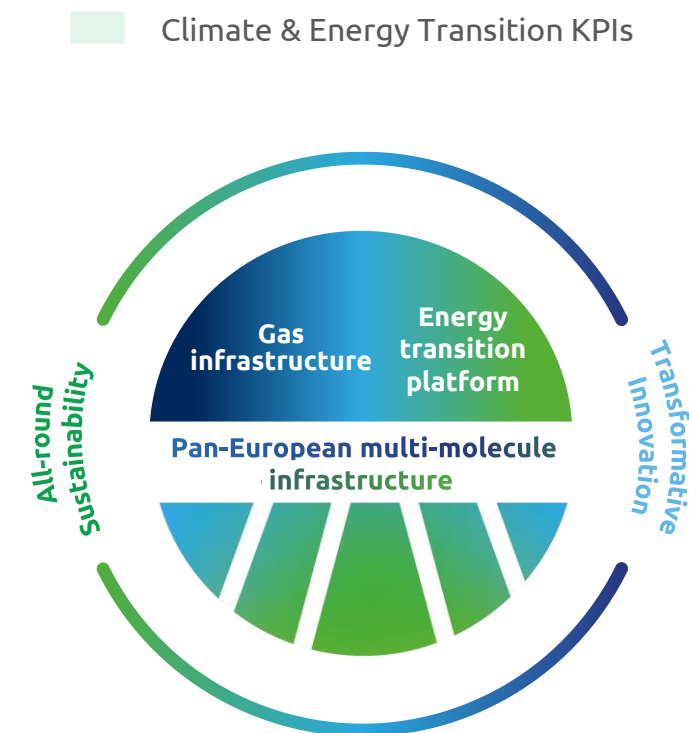 Climate & Energy Transition KPIs
Gas
infrastructure
Energy
transition
platform
Pan-European multi-molecule
infrastructure
All-round
Sustainability
Transformative
Innovation